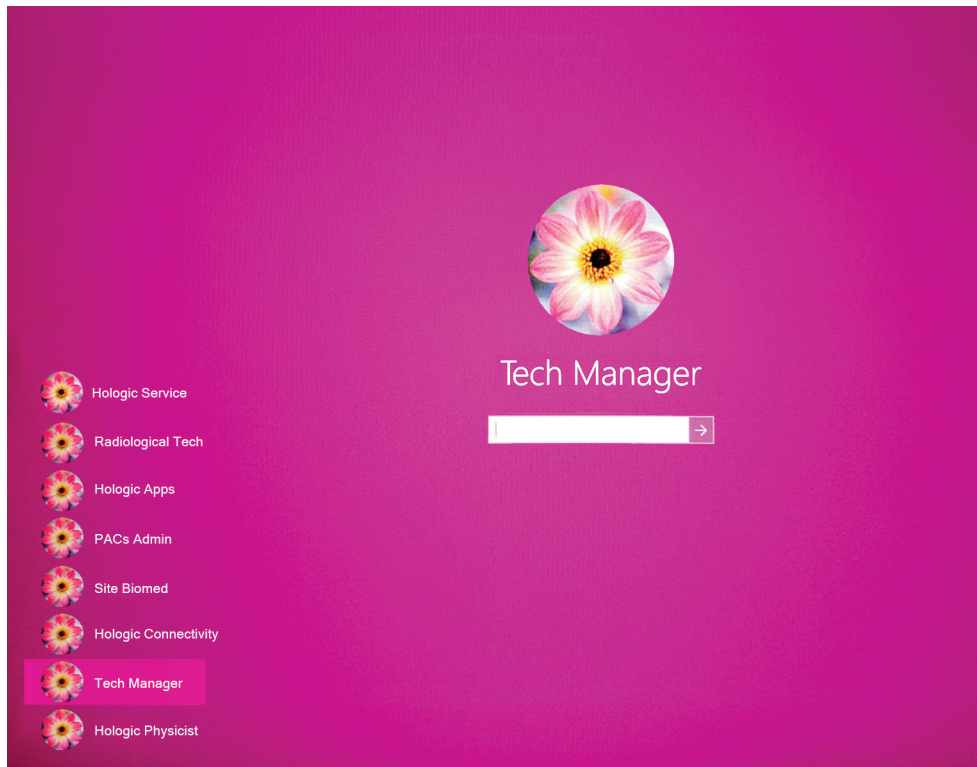 Tech Manager
Hologic Service
Radiological Tech
Hologic Apps
PACs Admin
Site Biomed
Hologic Connectivity
Tech Manager
Hologic Physicist